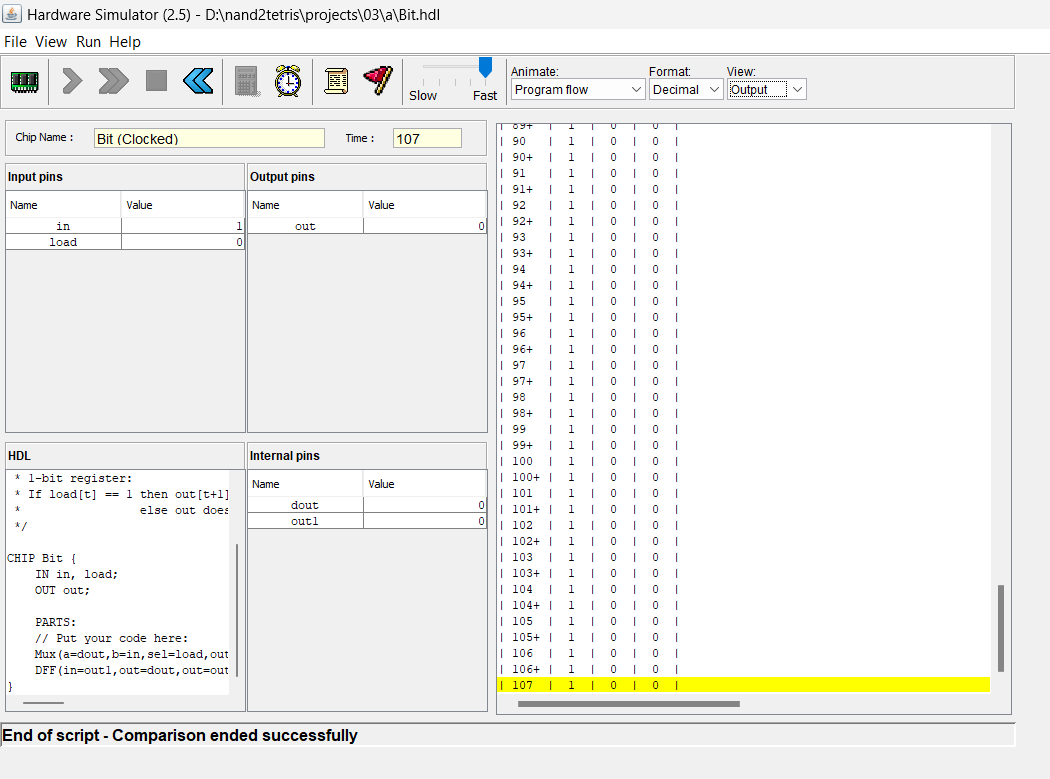 Hardware Simulator (2.5) - D:\nand2tetris\projects\03\a\Bit.hdl
File View Run Help
Slow Fast
Animate: Format: View:
Program flow Decimal Output
Chip Name : Bit (Clocked) Time : 107
Input pins
Name Value
in 1
load 0
Output pins
Name Value
out 0
HDL
* 1-bit register:
* If load[t] == 1 then out[t+1]
* else out does
*/
CHIP Bit {
IN in, load;
OUT out;
PARTS:
// Put your code here:
Mux(a=dout,b=in,sel=load,out
DFF(in=out1,out=dout,out=out
}
Internal pins
Name Value
dout 0
out1 0
| 89+ | 1 | 0 | 0 |
| 90 | 1 | 0 | 0 |
| 90+ | 1 | 0 | 0 |
| 91 | 1 | 0 | 0 |
| 91+ | 1 | 0 | 0 |
| 92 | 1 | 0 | 0 |
| 92+ | 1 | 0 | 0 |
| 93 | 1 | 0 | 0 |
| 93+ | 1 | 0 | 0 |
| 94 | 1 | 0 | 0 |
| 94+ | 1 | 0 | 0 |
| 95 | 1 | 0 | 0 |
| 95+ | 1 | 0 | 0 |
| 96 | 1 | 0 | 0 |
| 96+ | 1 | 0 | 0 |
| 97 | 1 | 0 | 0 |
| 97+ | 1 | 0 | 0 |
| 98 | 1 | 0 | 0 |
| 98+ | 1 | 0 | 0 |
| 99 | 1 | 0 | 0 |
| 99+ | 1 | 0 | 0 |
| 100 | 1 | 0 | 0 |
| 100+ | 1 | 0 | 0 |
| 101 | 1 | 0 | 0 |
| 101+ | 1 | 0 | 0 |
| 102 | 1 | 0 | 0 |
| 102+ | 1 | 0 | 0 |
| 103 | 1 | 0 | 0 |
| 103+ | 1 | 0 | 0 |
| 104 | 1 | 0 | 0 |
| 104+ | 1 | 0 | 0 |
| 105 | 1 | 0 | 0 |
| 105+ | 1 | 0 | 0 |
| 106 | 1 | 0 | 0 |
| 106+ | 1 | 0 | 0 |
| 107 | 1 | 0 | 0 |
End of script - Comparison ended successfully